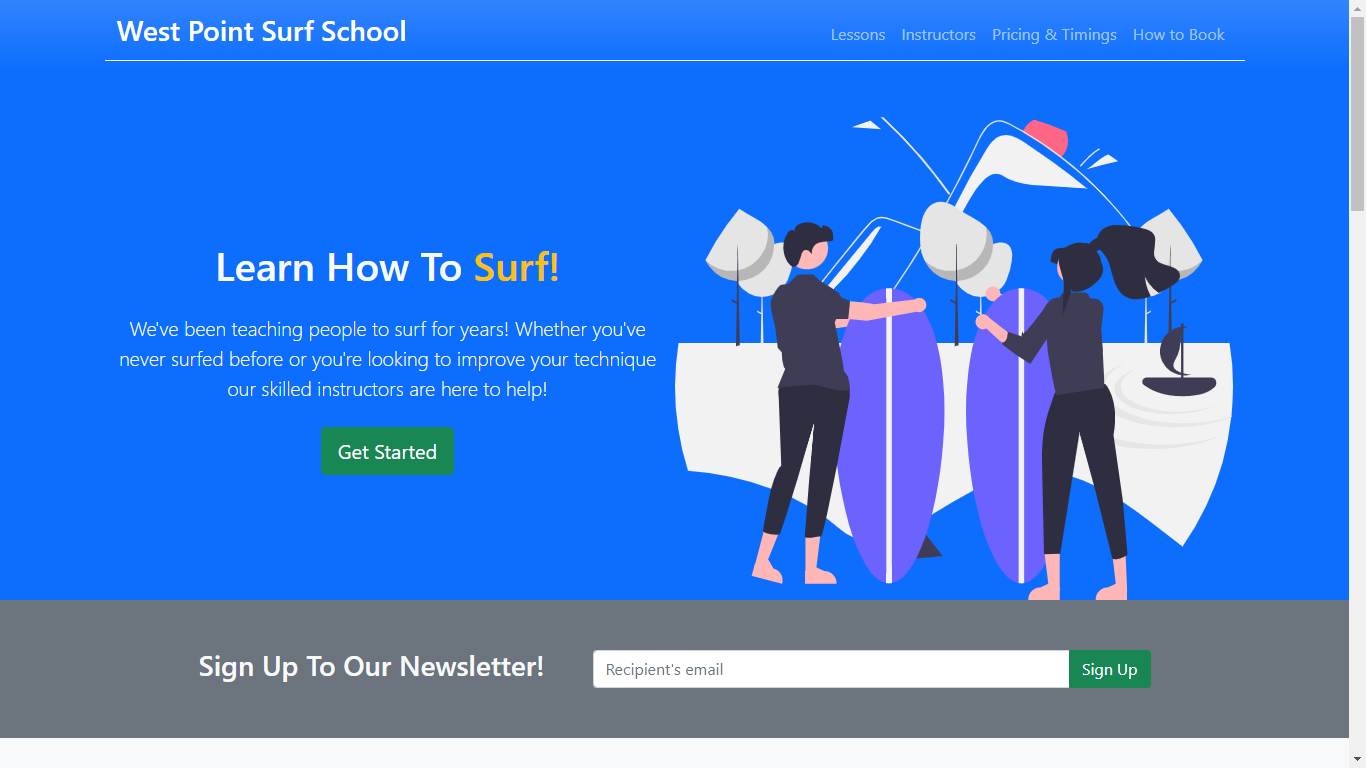 West Point Surf School
Lessons Instructors Pricing & Timings How to Book
Learn How To Surf!
We've been teaching people to surf for years! Whether you've
never surfed before or you're looking to improve your technique
our skilled instructors are here to help!
Get Started
Sign Up To Our Newsletter!
Recipient's email
Sign Up